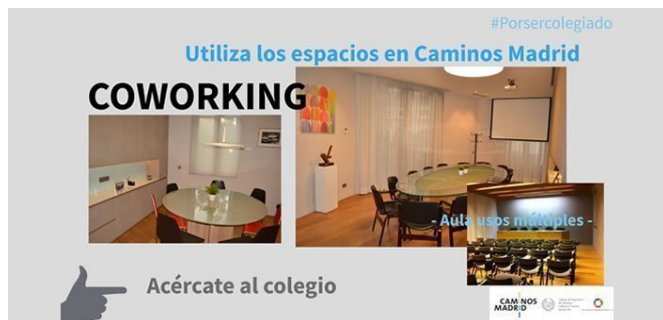 #Porsercolegiado
Utiliza los espacios en Caminos Madrid
COWORKING
- Aula usos múltiples -
Acércate al colegio
CAMINOS
MADRID